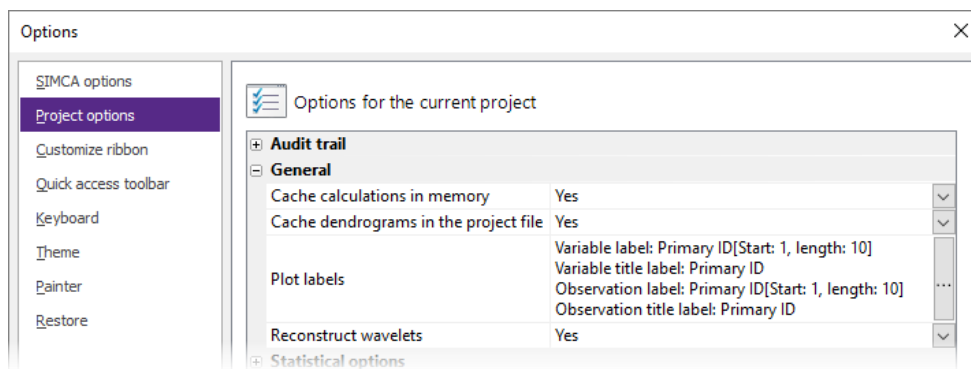 Options
SIMCA options
Project options
Customize ribbon
Quick access toolbar
Keyboard
Theme
Painter
Restore
Options for the current project
Audit trail
General
Cache calculations in memory Yes
Cache dendrograms in the project file Yes
Plot labels
Variable label: Primary ID[Start: 1, length: 10]
Variable title label: Primary ID
Observation label: Primary ID[Start: 1, length: 10]
Observation title label: Primary ID
...
Reconstruct wavelets Yes
Statistical options